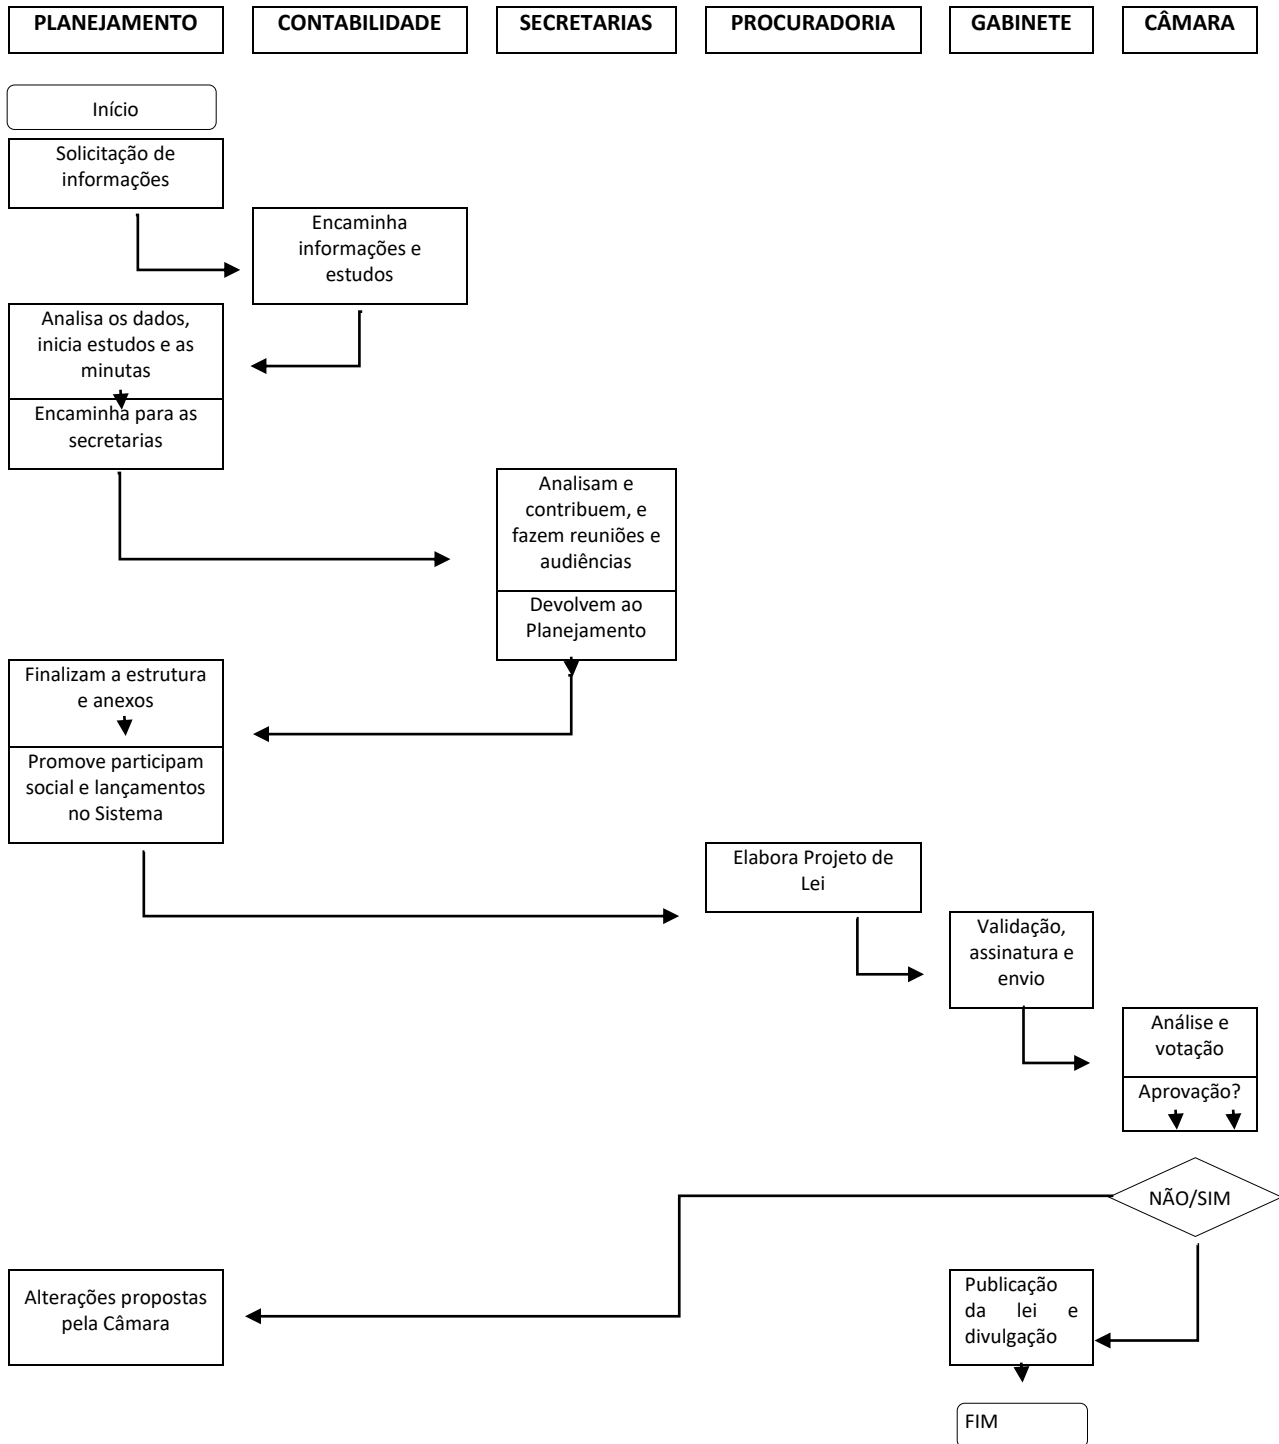 PLANEJAMENTO
CONTABILIDADE
SECRETARIAS
PROCURADORIA
GABINETE
CÂMARA
Início
Solicitação de
informações
Encaminha
informações e
estudos
Analisa os dados,
inicia estudos e as
minutas
Encaminha para as
secretarias
Analisam e
contribuem, e
fazem reuniões e
audiências
Devolvem ao
Planejamento
Finalizam a estrutura
e anexos
Promove participam
social e lançamentos
no Sistema
Elabora Projeto de
Lei
Validação,
assinatura e
envio
Análise e
votação
Aprovação?
NÃO/SIM
Alterações propostas
pela Câmara
Publicação
da lei e
divulgação
FIM